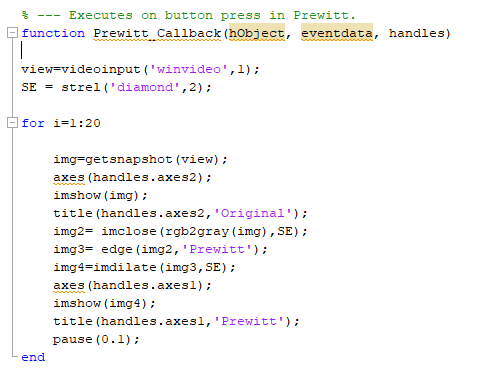 % --- Executes on button press in Prewitt.
function Prewitt_Callback(hObject, eventdata, handles)
view=videoinput('winvideo',1);
SE = strel('diamond',2);
for i=1:20
img=getsnapshot(view);
axes(handles.axes2);
imshow(img);
title(handles.axes2,'Original');
img2= imclose(rgb2gray(img),SE);
img3= edge(img2,'Prewitt');
img4=imdilate(img3,SE);
axes(handles.axes1);
imshow(img4);
title(handles.axes1,'Prewitt');
pause(0.1);
end